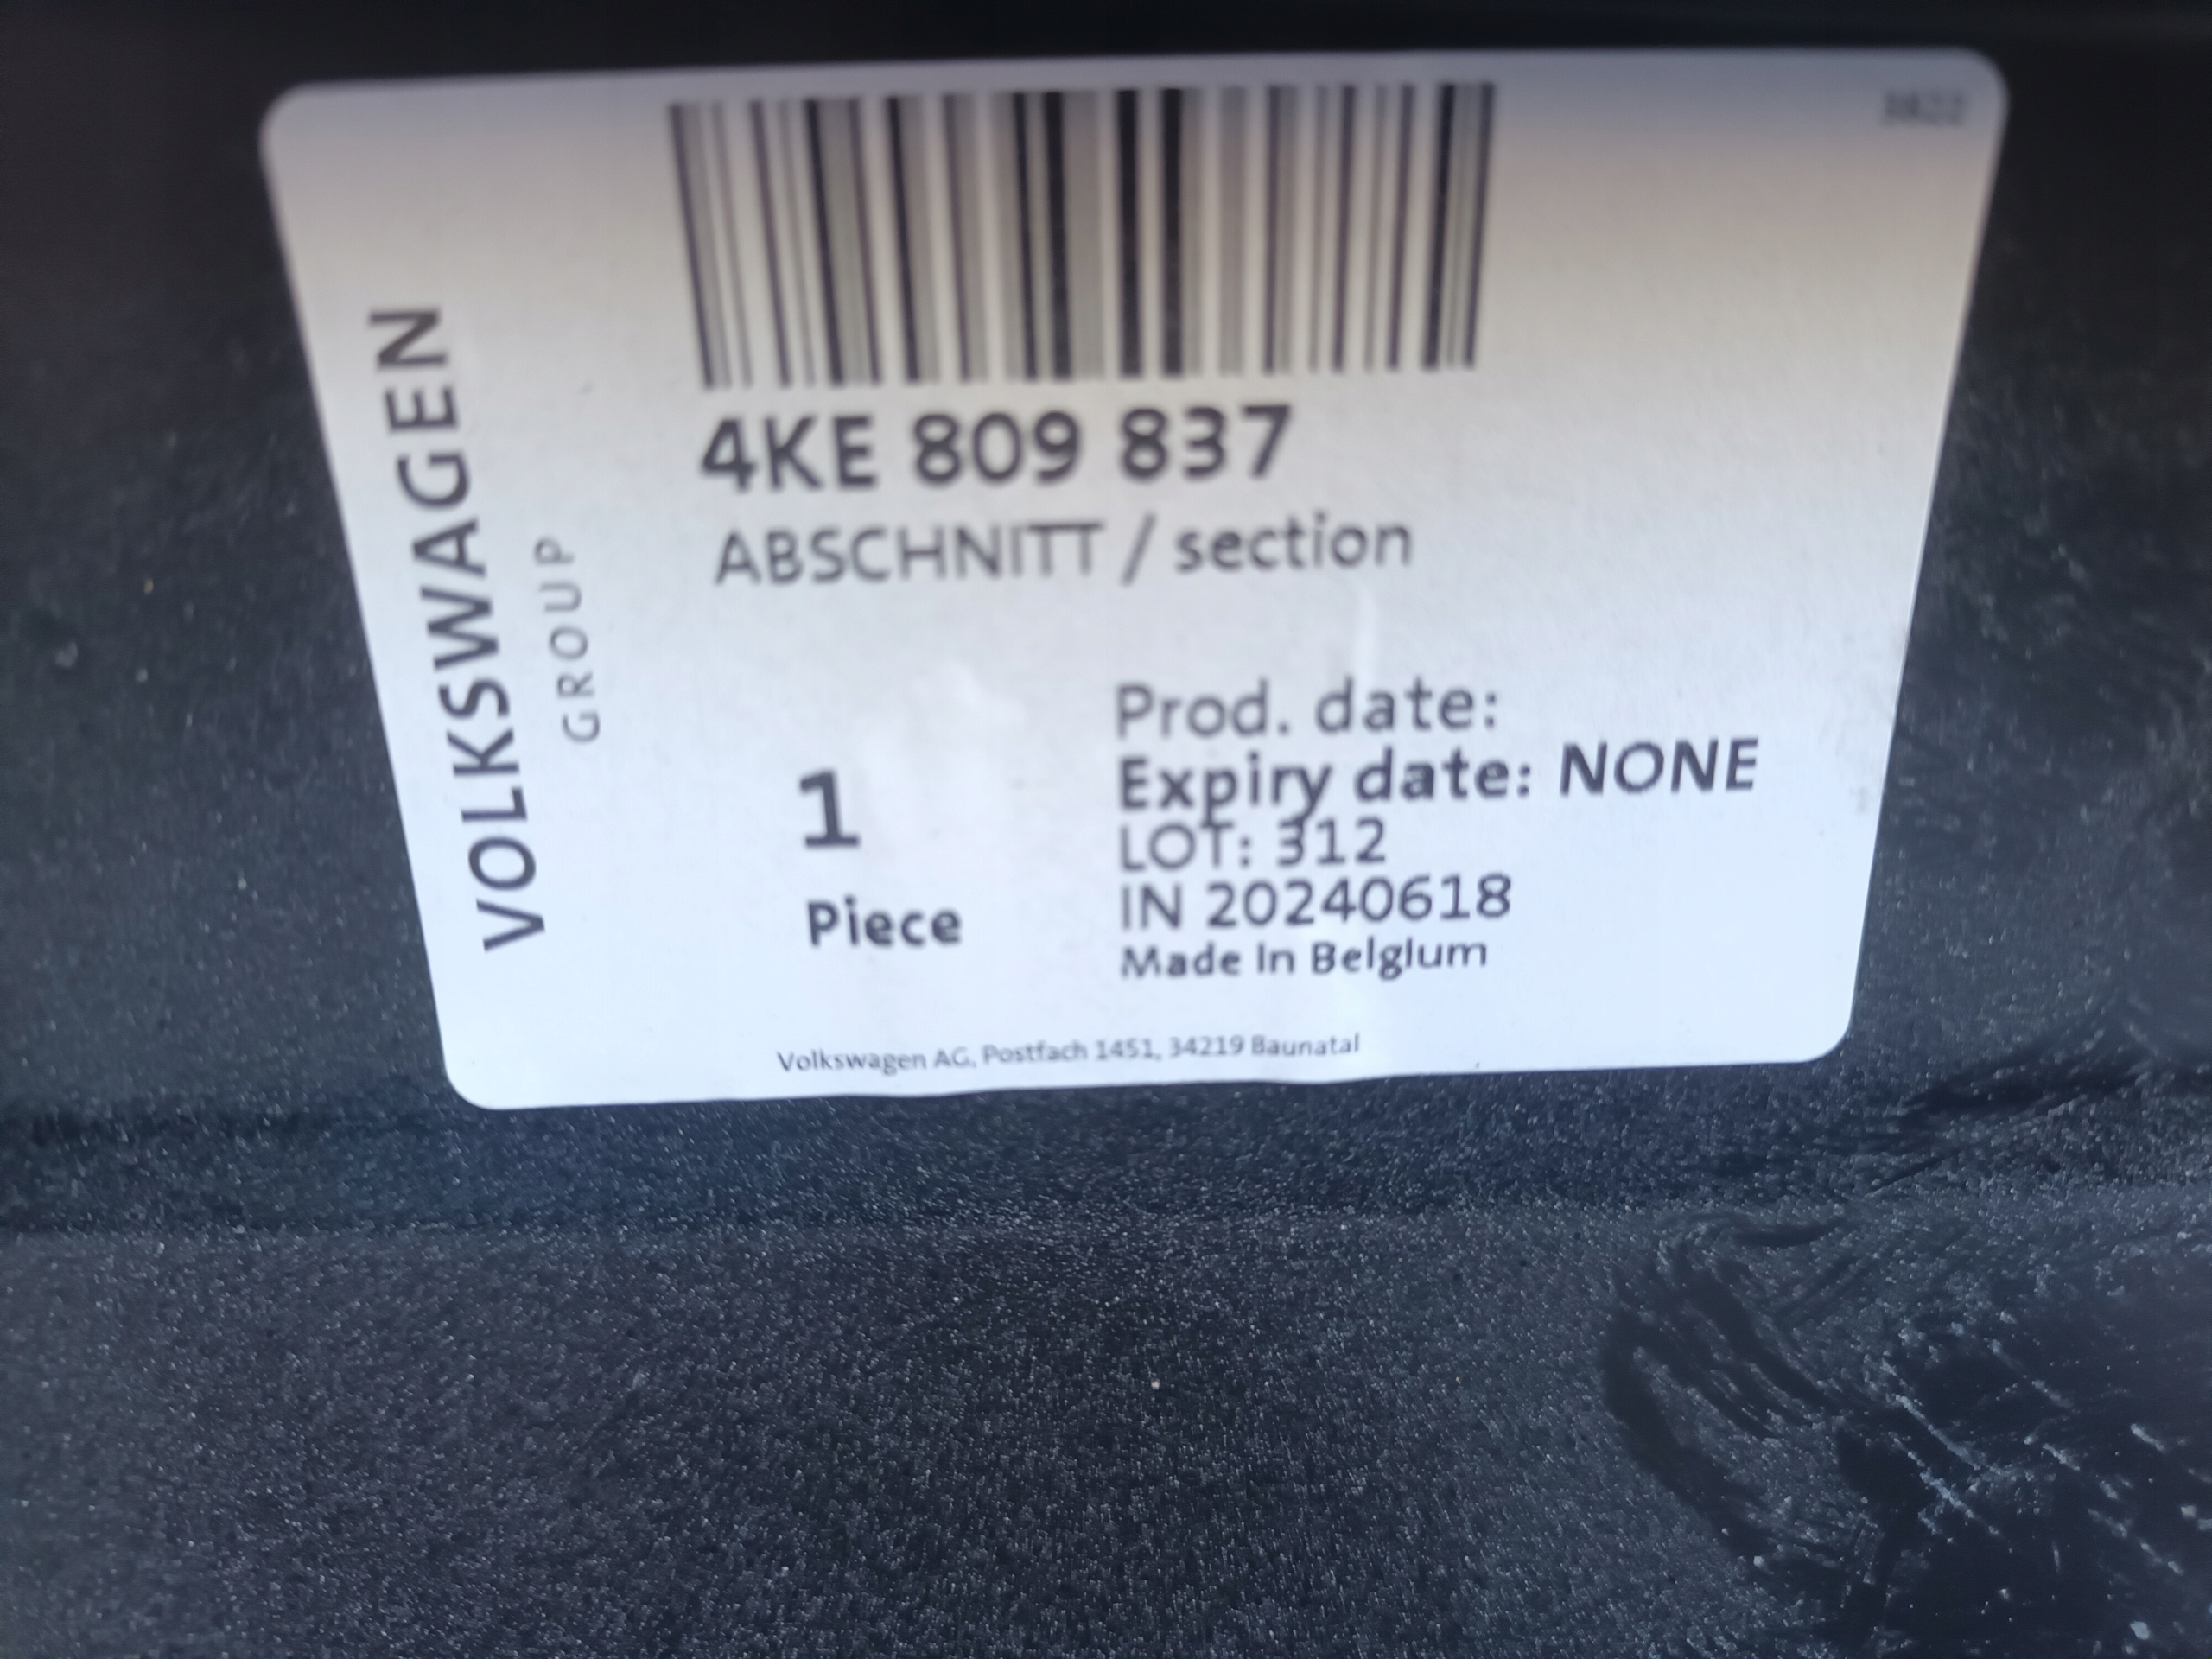 VOLKSWAGEN
GROUP
4KE 809 837
ABSCHNITT / section
1
Piece
Prod. date:
Expiry date: NONE
LOT: 312
IN 20240618
Made In Belgium
Volkswagen AG, Postfach 1451, 34219 Baunatal